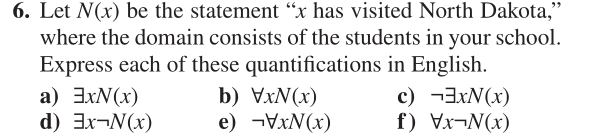 6. Let N(x) be the statement “x has visited North Dakota,”
where the domain consists of the students in your school.
Express each of these quantifications in English.
a) ∃xN(x) b) ∀xN(x) c) ¬∃xN(x)
d) ∃x¬N(x) e) ¬∀xN(x) f) ∀x¬N(x)